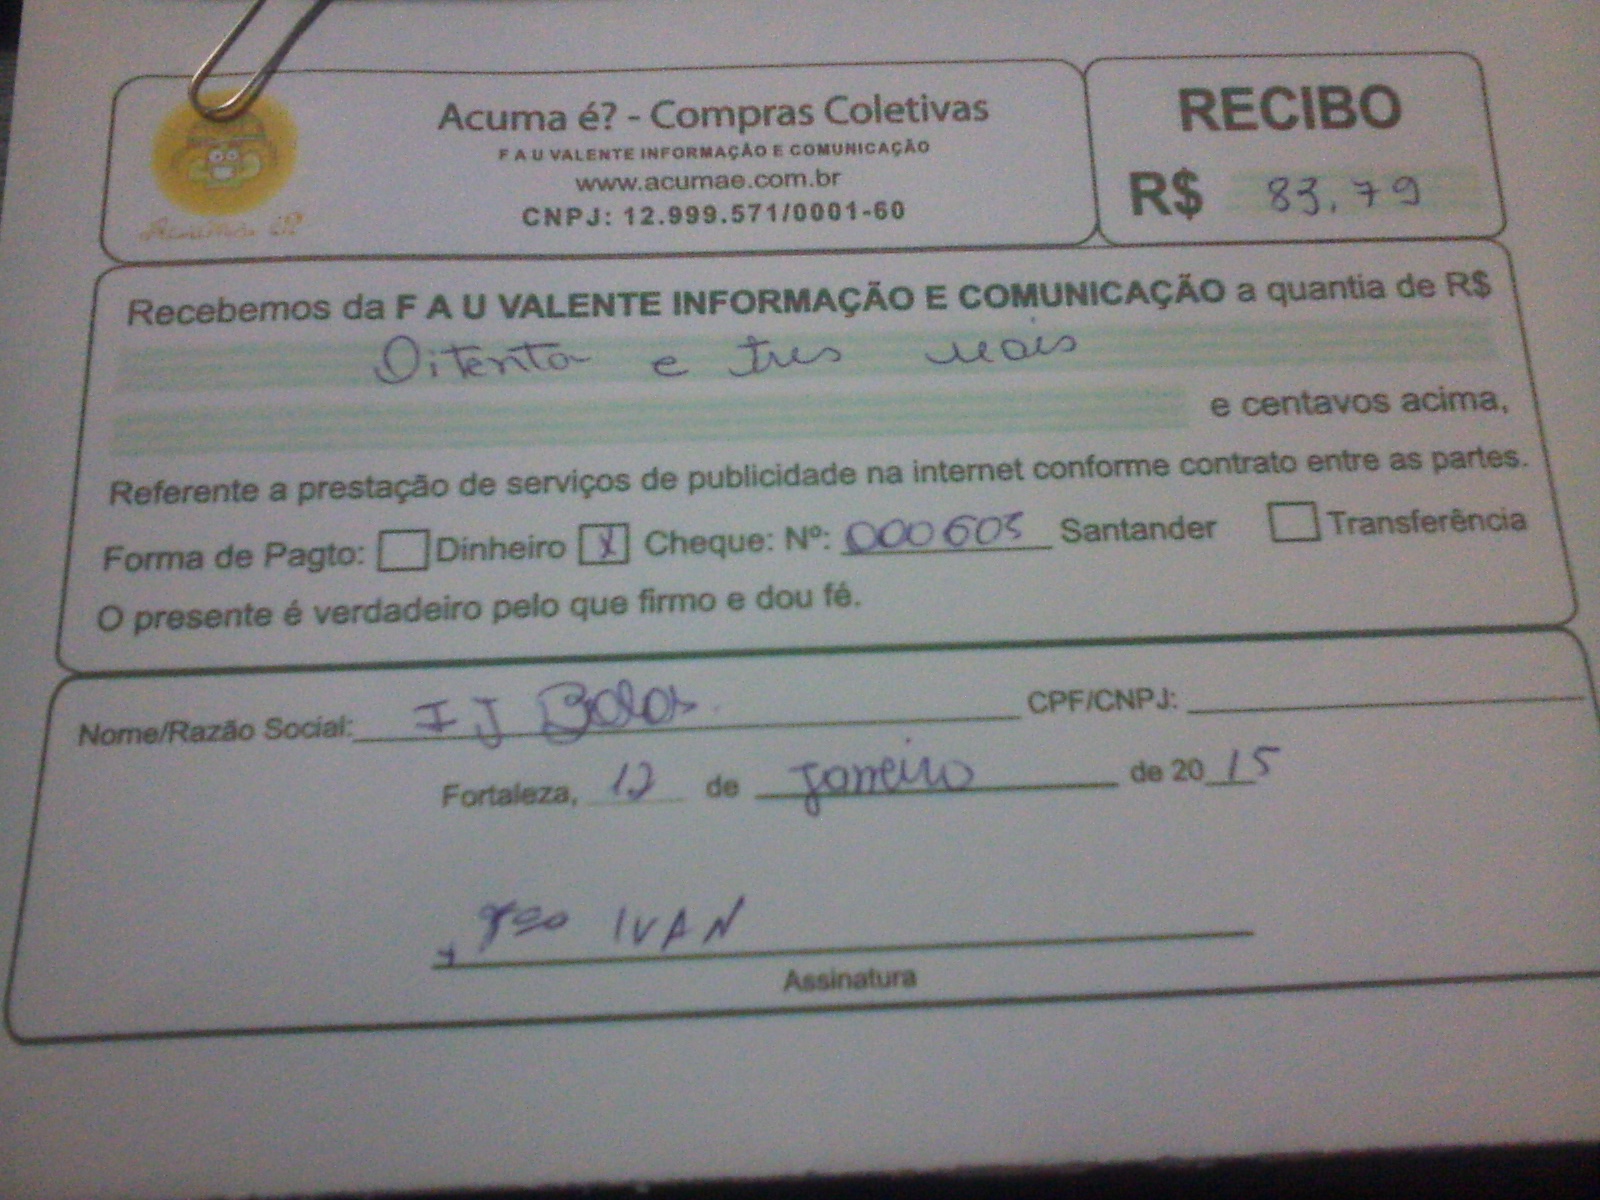 Acuma é? - Compras Coletivas
F A U VALENTE INFORMAÇÃO E COMUNICAÇÃO
www.acumae.com.br
CNPJ: 12.999.571/0001-60
Acuma é?
RECIBO
R$ 83,79
Recebemos da F A U VALENTE INFORMAÇÃO E COMUNICAÇÃO a quantia de R$
Oitenta e tres reais
e centavos acima,
Referente a prestação de serviços de publicidade na internet conforme contrato entre as partes.
Forma de Pagto: Dinheiro X Cheque: Nº: 000603 Santander Transferência
O presente é verdadeiro pelo que firmo e dou fé.
Nome/Razão Social: I J Bolos CPF/CNPJ:
Fortaleza, 12 de Janeiro de 2015
IVAN
Assinatura